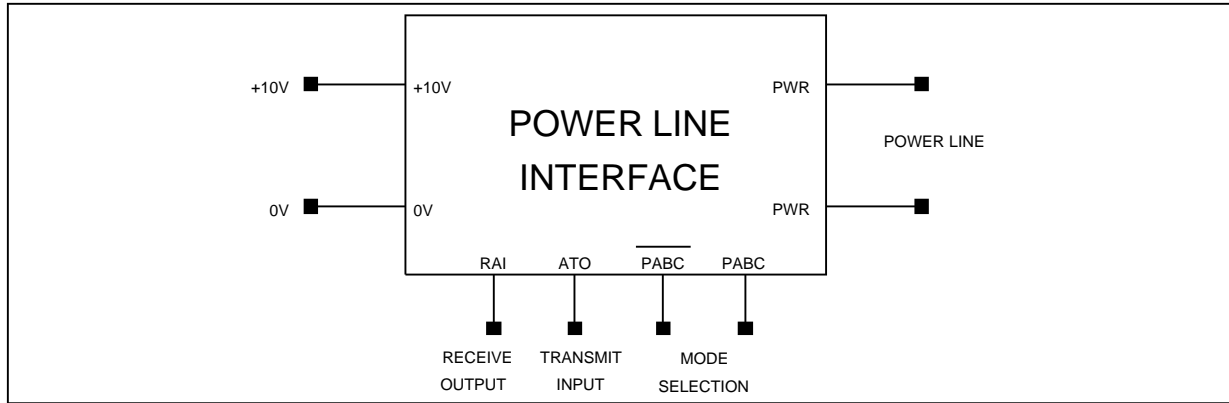 +10V
+10V
PWR
POWER LINE
INTERFACE
POWER LINE
0V
0V
PWR
RAI
ATO
PABC
PABC
RECEIVE
OUTPUT
TRANSMIT
INPUT
MODE
SELECTION